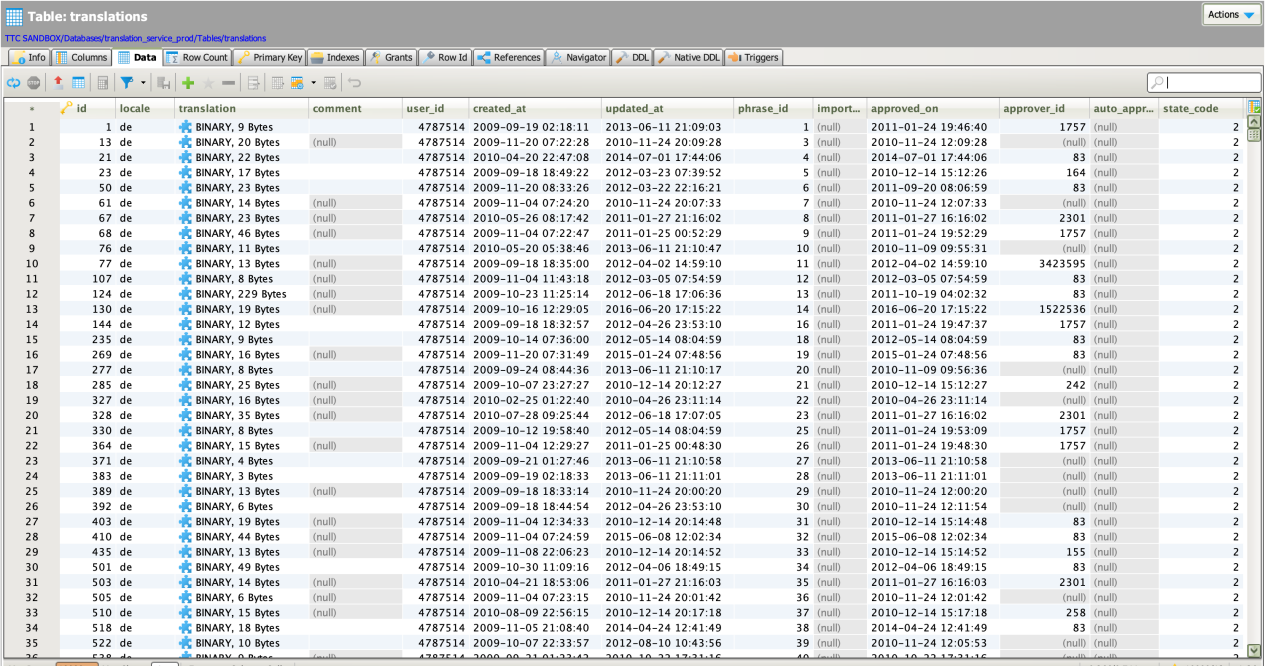 Table: translations
Actions
TTC SANDBOX/Databases/translation_service_prod/Tables/translations
Info Columns Data Row Count Primary Key Indexes Grants Row Id References Navigator DDL Native DDL Triggers
* id locale translation comment user_id created_at updated_at phrase_id import... approved_on approver_id auto_appr... state_code
1 1 de BINARY, 9 Bytes 4787514 2009-09-19 02:18:11 2013-06-11 21:09:03 1 (null) 2011-01-24 19:46:40 1757 (null) 2
2 13 de BINARY, 20 Bytes (null) 4787514 2009-11-20 07:22:28 2010-11-24 20:09:28 3 (null) 2010-11-24 12:09:28 (null) (null) 2
3 21 de BINARY, 22 Bytes 4787514 2010-04-20 22:47:08 2014-07-01 17:44:06 4 (null) 2014-07-01 17:44:06 83 (null) 2
4 23 de BINARY, 17 Bytes 4787514 2009-09-18 18:49:22 2012-03-23 07:39:52 5 (null) 2010-12-14 15:12:26 164 (null) 2
5 50 de BINARY, 23 Bytes 4787514 2009-11-20 08:33:26 2012-03-22 22:16:21 6 (null) 2011-09-20 08:06:59 83 (null) 2
6 61 de BINARY, 14 Bytes (null) 4787514 2009-11-04 07:24:20 2010-11-24 20:07:33 7 (null) 2010-11-24 12:07:33 (null) (null) 2
7 67 de BINARY, 23 Bytes (null) 4787514 2010-05-26 08:17:42 2011-01-27 21:16:02 8 (null) 2011-01-27 16:16:02 2301 (null) 2
8 68 de BINARY, 46 Bytes (null) 4787514 2009-11-04 07:22:47 2011-01-25 00:52:29 9 (null) 2011-01-24 19:52:29 1757 (null) 2
9 76 de BINARY, 11 Bytes 4787514 2010-05-20 05:38:46 2013-06-11 21:10:47 10 (null) 2010-11-09 09:55:31 (null) (null) 2
10 77 de BINARY, 13 Bytes (null) 4787514 2009-09-18 18:35:00 2012-04-02 14:59:10 11 (null) 2012-04-02 14:59:10 3423595 (null) 2
11 107 de BINARY, 8 Bytes (null) 4787514 2009-11-04 11:43:18 2012-03-05 07:54:59 12 (null) 2012-03-05 07:54:59 83 (null) 2
12 124 de BINARY, 229 Bytes (null) 4787514 2009-10-23 11:25:14 2012-06-18 17:06:36 13 (null) 2011-10-19 04:02:32 83 (null) 2
13 130 de BINARY, 19 Bytes (null) 4787514 2009-10-16 12:29:05 2016-06-20 17:15:22 14 (null) 2016-06-20 17:15:22 1522536 (null) 2
14 144 de BINARY, 12 Bytes 4787514 2009-09-18 18:32:57 2012-04-26 23:53:10 16 (null) 2011-01-24 19:47:37 1757 (null) 2
15 235 de BINARY, 9 Bytes 4787514 2009-10-14 07:36:00 2012-05-14 08:04:59 18 (null) 2012-05-14 08:04:59 83 (null) 2
16 269 de BINARY, 16 Bytes (null) 4787514 2009-11-20 07:31:49 2015-01-24 07:48:56 19 (null) 2015-01-24 07:48:56 83 (null) 2
17 277 de BINARY, 8 Bytes 4787514 2009-09-24 08:44:36 2013-06-11 21:10:17 20 (null) 2010-11-09 09:56:36 (null) (null) 2
18 285 de BINARY, 25 Bytes (null) 4787514 2009-10-07 23:27:27 2010-12-14 20:12:27 21 (null) 2010-12-14 15:12:27 242 (null) 2
19 327 de BINARY, 16 Bytes (null) 4787514 2010-02-25 01:22:40 2010-04-26 23:11:14 22 (null) 2010-04-26 23:11:14 (null) (null) 2
20 328 de BINARY, 35 Bytes (null) 4787514 2010-07-28 09:25:44 2012-06-18 17:07:05 23 (null) 2011-01-27 16:16:02 2301 (null) 2
21 330 de BINARY, 8 Bytes 4787514 2009-10-12 19:58:40 2012-05-14 08:04:59 25 (null) 2011-01-24 19:53:09 1757 (null) 2
22 364 de BINARY, 15 Bytes (null) 4787514 2009-11-04 12:29:27 2011-01-25 00:48:30 26 (null) 2011-01-24 19:48:30 1757 (null) 2
23 371 de BINARY, 4 Bytes 4787514 2009-09-21 01:27:46 2013-06-11 21:10:58 27 (null) 2013-06-11 21:10:58 (null) (null) 2
24 383 de BINARY, 3 Bytes 4787514 2009-09-19 02:18:33 2013-06-11 21:11:01 28 (null) 2013-06-11 21:11:01 (null) (null) 2
25 389 de BINARY, 13 Bytes (null) 4787514 2009-09-18 18:33:14 2010-11-24 20:00:20 29 (null) 2010-11-24 12:00:20 (null) (null) 2
26 392 de BINARY, 6 Bytes 4787514 2009-09-18 18:44:54 2012-04-26 23:53:10 30 (null) 2010-11-24 12:11:54 (null) (null) 2
27 403 de BINARY, 19 Bytes (null) 4787514 2009-11-04 12:34:33 2010-12-14 20:14:48 31 (null) 2010-12-14 15:14:48 83 (null) 2
28 410 de BINARY, 44 Bytes (null) 4787514 2009-11-04 07:24:59 2015-06-08 12:02:34 32 (null) 2015-06-08 12:02:34 83 (null) 2
29 435 de BINARY, 13 Bytes (null) 4787514 2009-11-08 22:06:23 2010-12-14 20:14:52 33 (null) 2010-12-14 15:14:52 155 (null) 2
30 501 de BINARY, 49 Bytes 4787514 2009-10-30 11:09:16 2012-04-06 18:49:15 34 (null) 2012-04-06 18:49:15 83 (null) 2
31 503 de BINARY, 14 Bytes (null) 4787514 2010-04-21 18:53:06 2011-01-27 21:16:03 35 (null) 2011-01-27 16:16:03 2301 (null) 2
32 505 de BINARY, 6 Bytes (null) 4787514 2009-11-04 07:23:15 2010-11-24 20:01:42 36 (null) 2010-11-24 12:01:42 (null) (null) 2
33 510 de BINARY, 15 Bytes (null) 4787514 2010-08-09 22:56:15 2010-12-14 20:17:18 37 (null) 2010-12-14 15:17:18 258 (null) 2
34 518 de BINARY, 18 Bytes 4787514 2009-11-05 21:08:40 2014-04-24 12:41:49 38 (null) 2014-04-24 12:41:49 83 (null) 2
35 522 de BINARY, 10 Bytes 4787514 2009-10-07 22:33:57 2012-08-10 10:43:56 39 (null) 2010-11-24 12:05:53 (null) (null) 2